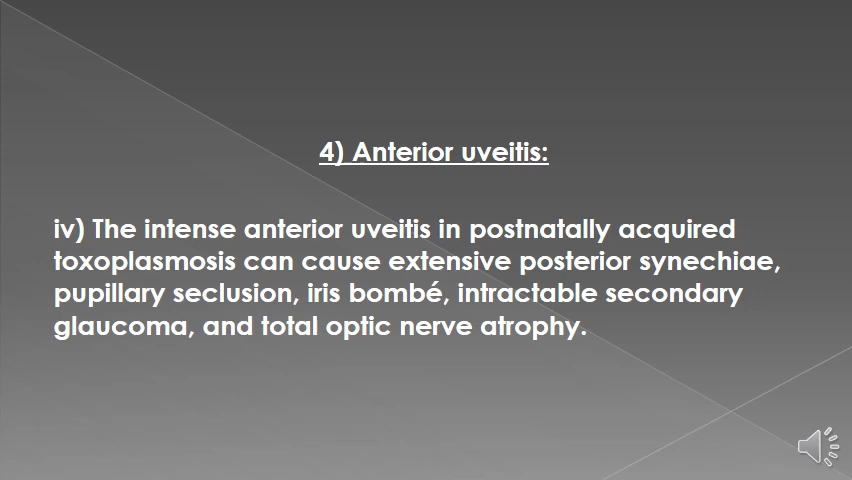 4) Anterior uveitis:
iv) The intense anterior uveitis in postnatally acquired
toxoplasmosis can cause extensive posterior synechiae,
pupillary seclusion, iris bombé, intractable secondary
glaucoma, and total optic nerve atrophy.